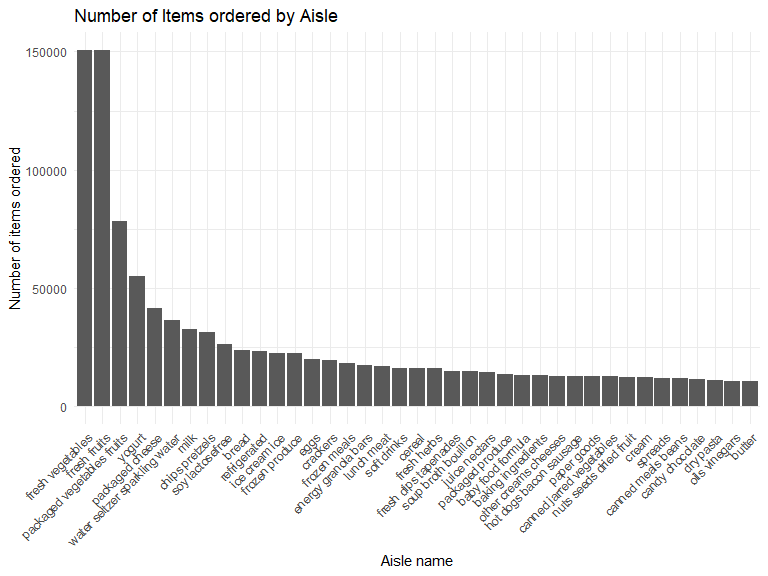 Number of Items ordered by Aisle
Number of items ordered
150000
100000
50000
0
fresh vegetables
fresh fruits
packaged vegetables fruits
yogurt
packaged cheese
water seltzer sparkling water
milk
chips pretzels
soy lactosefree
bread
refrigerated
ice cream ice
frozen produce
eggs
crackers
frozen meals
energy granola bars
lunch meat
soft drinks
cereal
fresh herbs
fresh dips tapenades
soup broth bouillon
juice nectars
packaged produce
baby food formula
baking ingredients
other creams cheeses
hot dogs bacon sausage
paper goods
canned jarred vegetables
nuts seeds dried fruit
cream
spreads
canned meals beans
candy chocolate
dry pasta
oils vinegars
butter
Aisle name